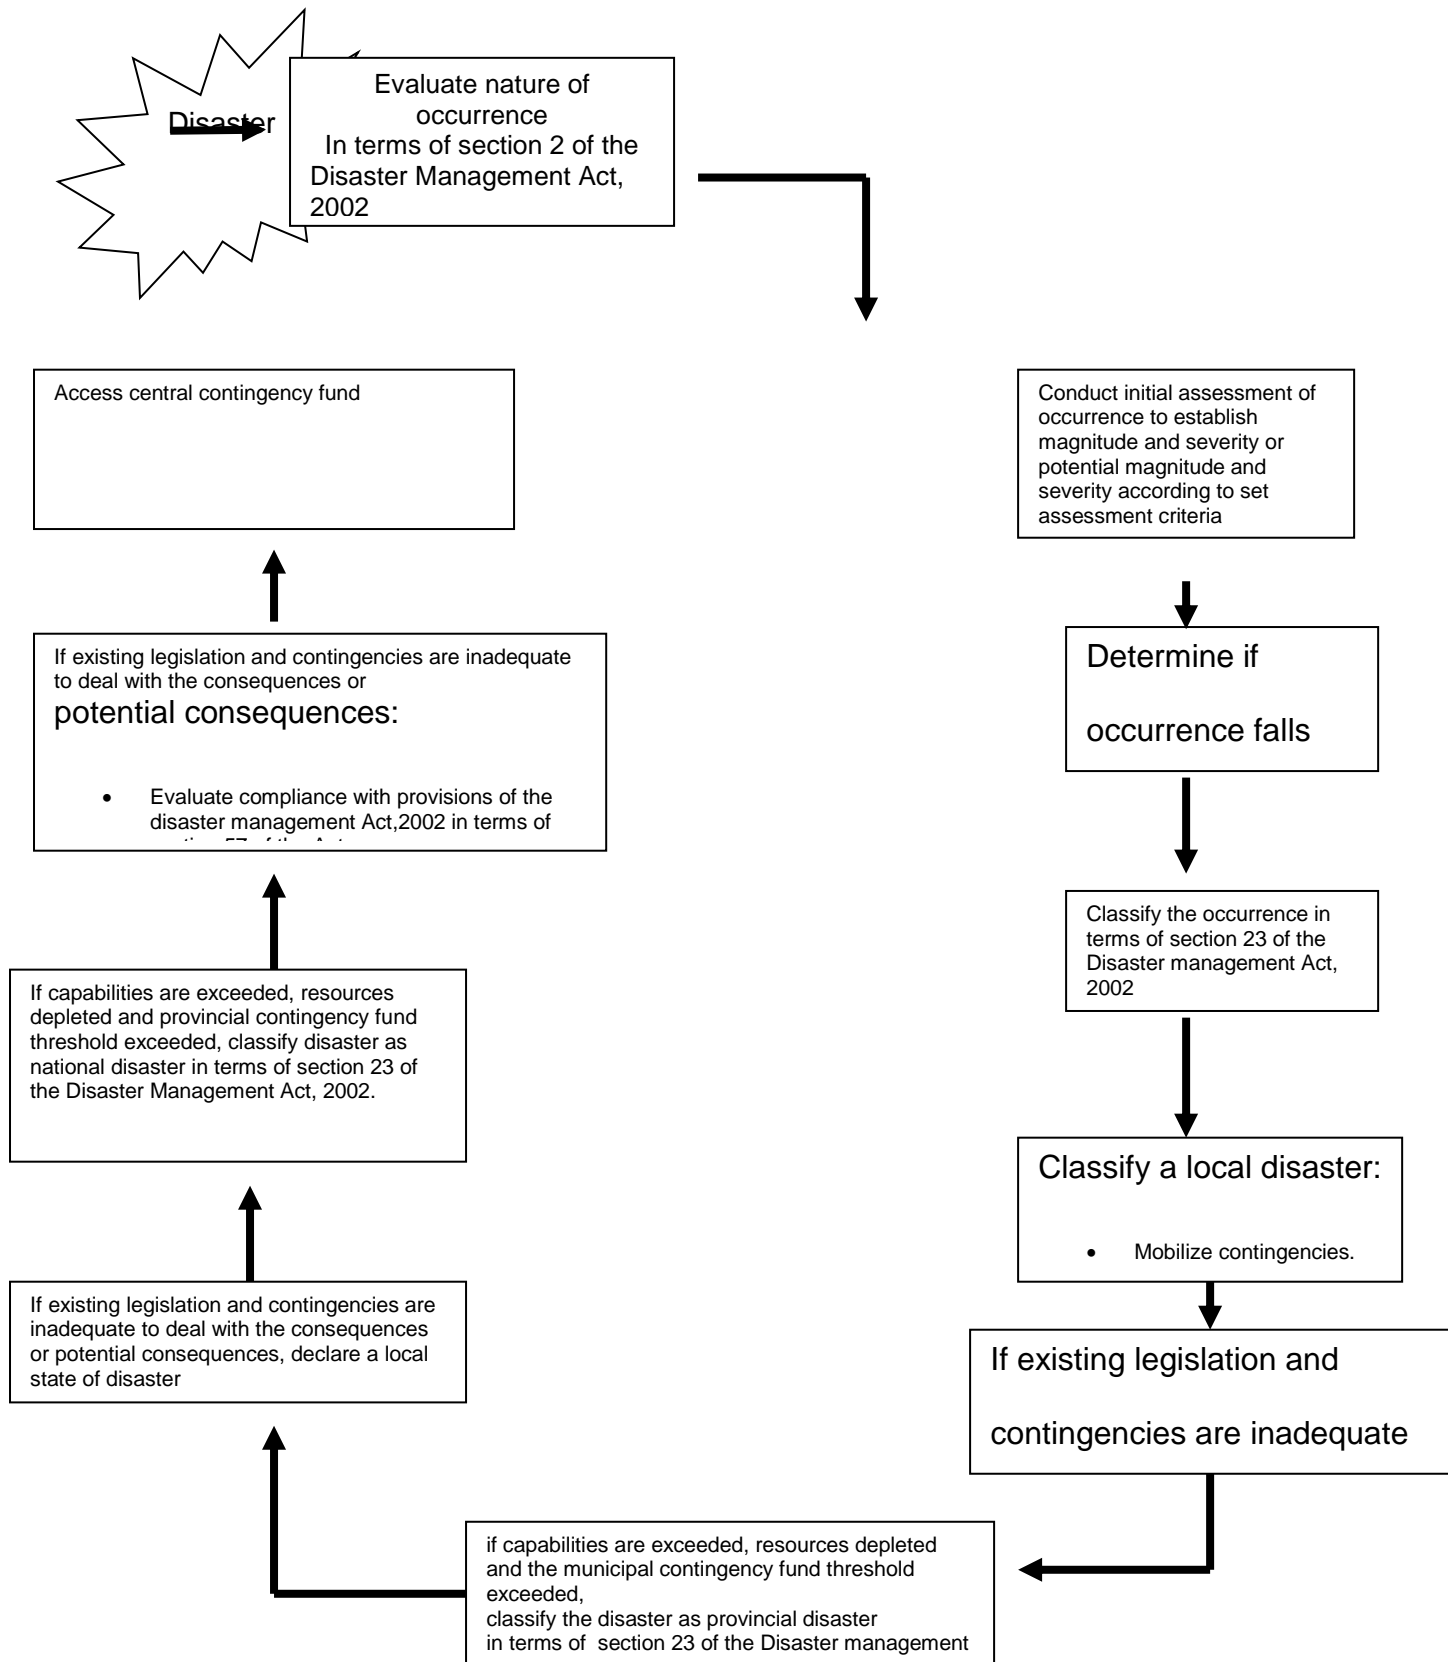 Disaster
Evaluate nature of
occurrence
In terms of section 2 of the
Disaster Management Act,
2002
Conduct initial assessment of
occurrence to establish
magnitude and severity or
potential magnitude and
severity according to set
assessment criteria
Determine if
occurrence falls
Classify the occurrence in
terms of section 23 of the
Disaster management Act,
2002
Classify a local disaster:
• Mobilize contingencies.
If existing legislation and
contingencies are inadequate
if capabilities are exceeded, resources depleted
and the municipal contingency fund threshold
exceeded,
classify the disaster as provincial disaster
in terms of section 23 of the Disaster management
If existing legislation and contingencies are
inadequate to deal with the consequences
or potential consequences, declare a local
state of disaster
If capabilities are exceeded, resources
depleted and provincial contingency fund
threshold exceeded, classify disaster as
national disaster in terms of section 23 of
the Disaster Management Act, 2002.
If existing legislation and contingencies are inadequate
to deal with the consequences or
potential consequences:
• Evaluate compliance with provisions of the
disaster management Act,2002 in terms of
Access central contingency fund